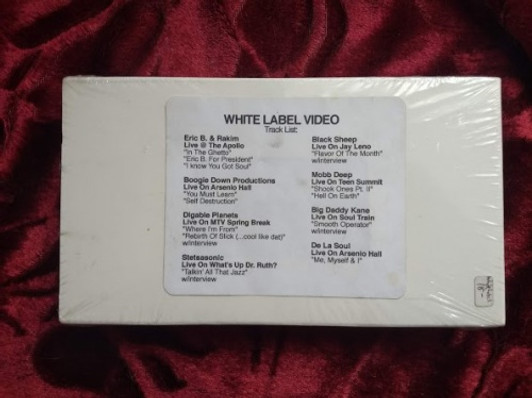 WHITE LABEL VIDEO
Track List:
Eric B. & Rakim
Live @ The Apollo
"In The Ghetto"
"Eric B. For President"
"I know You Got Soul"
Boogie Down Productions
Live On Arsenio Hall
"You Must Learn"
"Self Destruction"
Digable Planets
Live On MTV Spring Break
"Where I'm From"
"Rebirth Of Slick (...cool like dat)"
w/interview
Stetsasonic
Live On What's Up Dr. Ruth?
"Talkin' All That Jazz"
w/interview
Black Sheep
Live On Jay Leno
"Flavor Of The Month"
w/interview
Mobb Deep
Live On Teen Summit
"Shook Ones Pt. II"
"Hell On Earth"
Big Daddy Kane
Live On Soul Train
"Smooth Operator"
w/interview
De La Soul
Live On Arsenio Hall
"Me, Myself & I"